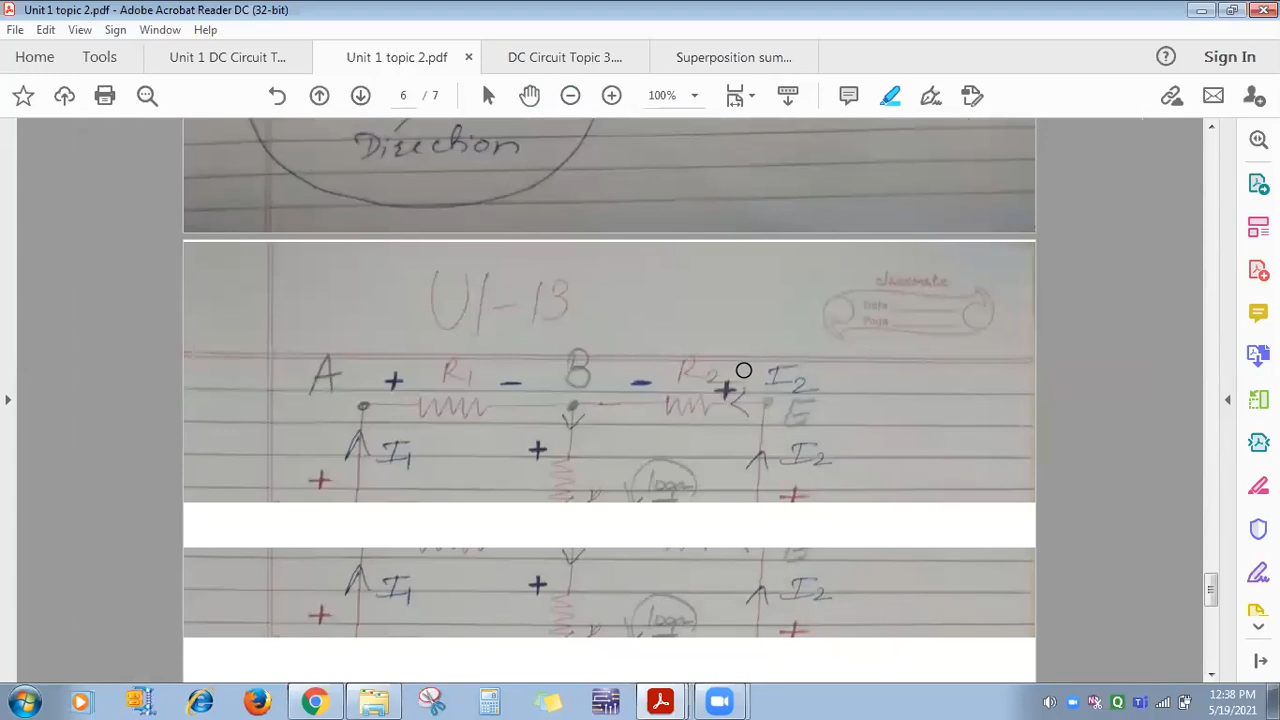 Unit 1 topic 2.pdf - Adobe Acrobat Reader DC (32-bit)
File Edit View Sign Window Help
Home Tools Unit 1 DC Circuit T... Unit 1 topic 2.pdf × DC Circuit Topic 3.... Superposition sum... ? Sign In
6 / 7 100%
Direction
U1-13
classmate
Date
Page
A + R1 - B - R2 + I2
E
I1 + I2
+ loop +
E
I1 + I2
+ loop +
12:38 PM
5/19/2021